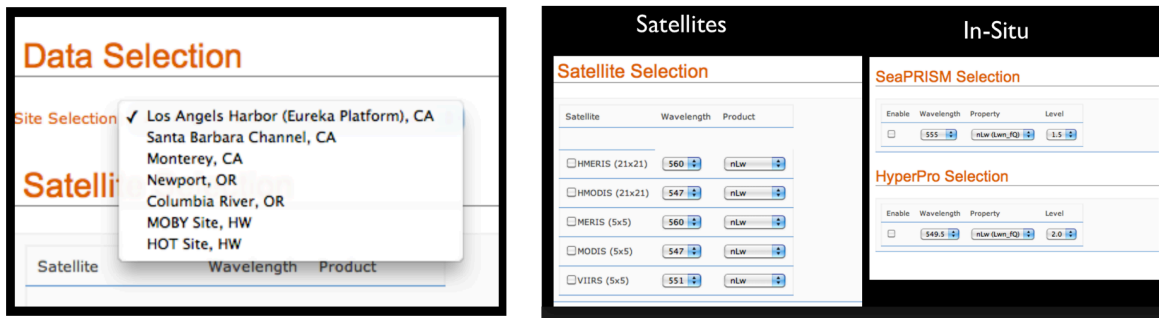 Data Selection
Site Selection ✓ Los Angels Harbor (Eureka Platform), CA
Santa Barbara Channel, CA
Monterey, CA
Newport, OR
Columbia River, OR
MOBY Site, HW
HOT Site, HW
Satellite Wavelength Product
Satellites
Satellite Selection
Satellite Wavelength Product
HMERIS (21x21) 560 nLw
HMODIS (21x21) 547 nLw
MERIS (5x5) 560 nLw
MODIS (5x5) 547 nLw
VIIRS (5x5) 551 nLw
In-Situ
SeaPRISM Selection
Enable Wavelength Property Level
555 nLw (Lwn_fQ) 1.5
HyperPro Selection
Enable Wavelength Property Level
549.5 nLw (Lwn_fQ) 2.0